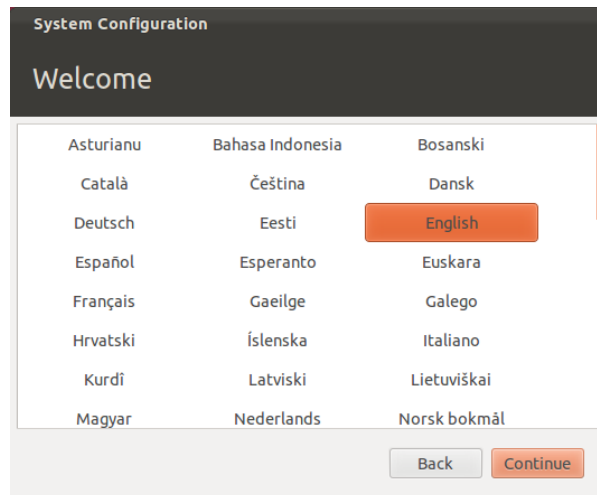 System Configuration
Welcome
Asturianu Bahasa Indonesia Bosanski
Català Čeština Dansk
Deutsch Eesti English
Español Esperanto Euskara
Français Gaeilge Galego
Hrvatski Íslenska Italiano
Kurdî Latviski Lietuviškai
Magyar Nederlands Norsk bokmål
Back Continue